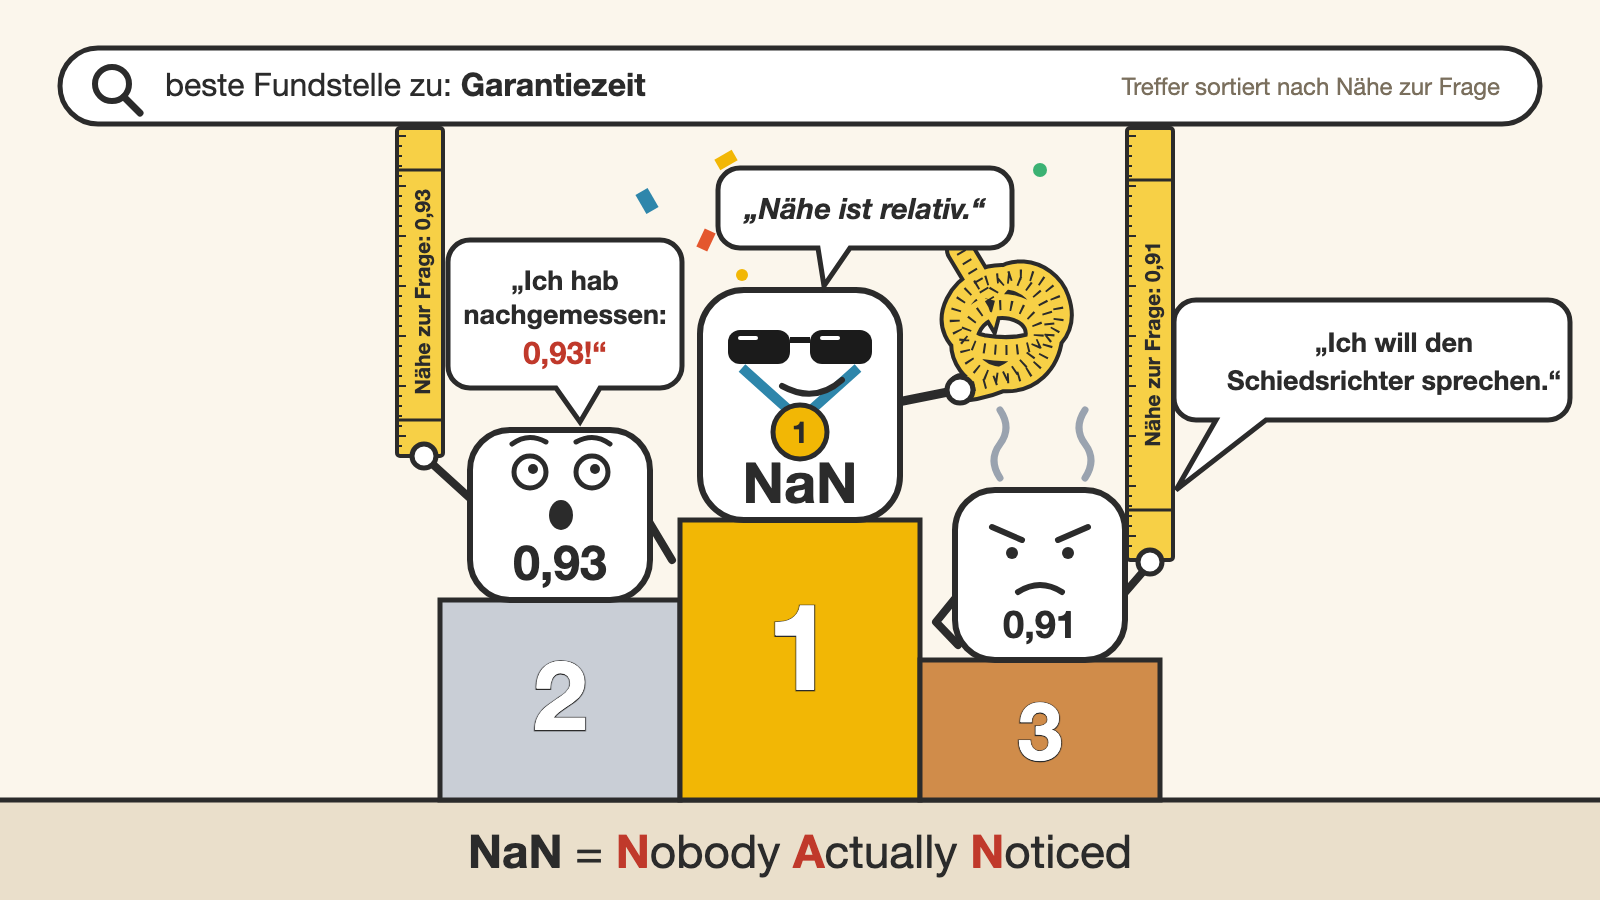 beste Fundstelle zu: Garantiezeit
Treffer sortiert nach Nähe zur Frage
Nähe zur Frage: 0,93
„Ich hab
nachgemessen:
0,93!“
„Nähe ist relativ.“
Nähe zur Frage: 0,91
„Ich will den
Schiedsrichter sprechen.“
1
NaN
0,93
0,91
2
1
3
NaN = Nobody Actually Noticed